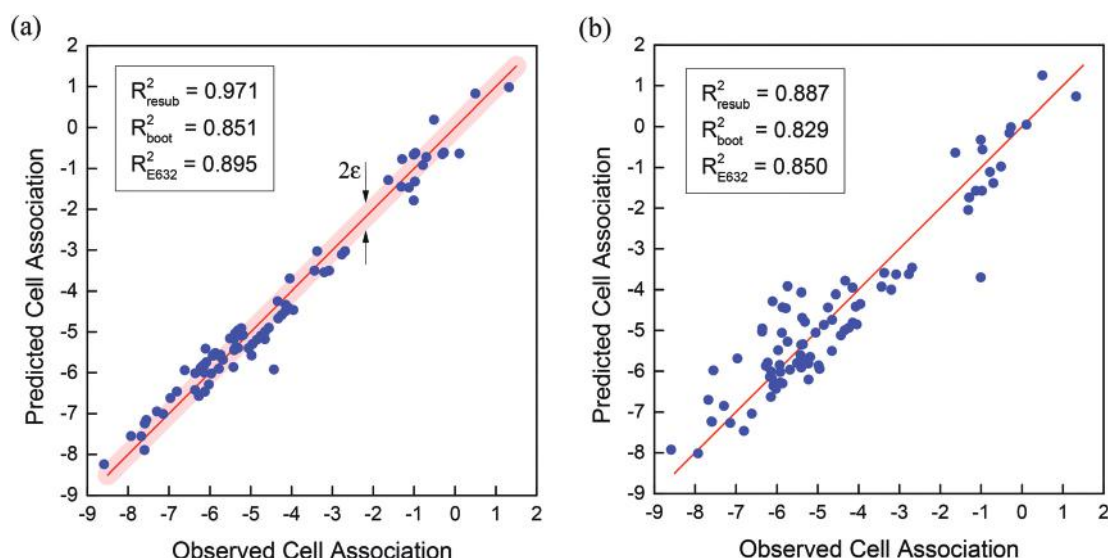 (a)
2
1
0
-1
-2
-3
-4
-5
-6
-7
-8
-9
Predicted Cell Association
R²resub = 0.971
R²boot = 0.851
R²E632 = 0.895
2ε
-9 -8 -7 -6 -5 -4 -3 -2 -1 0 1 2
Observed Cell Association
(b)
2
1
0
-1
-2
-3
-4
-5
-6
-7
-8
-9
Predicted Cell Association
R²resub = 0.887
R²boot = 0.829
R²E632 = 0.850
-9 -8 -7 -6 -5 -4 -3 -2 -1 0 1 2
Observed Cell Association